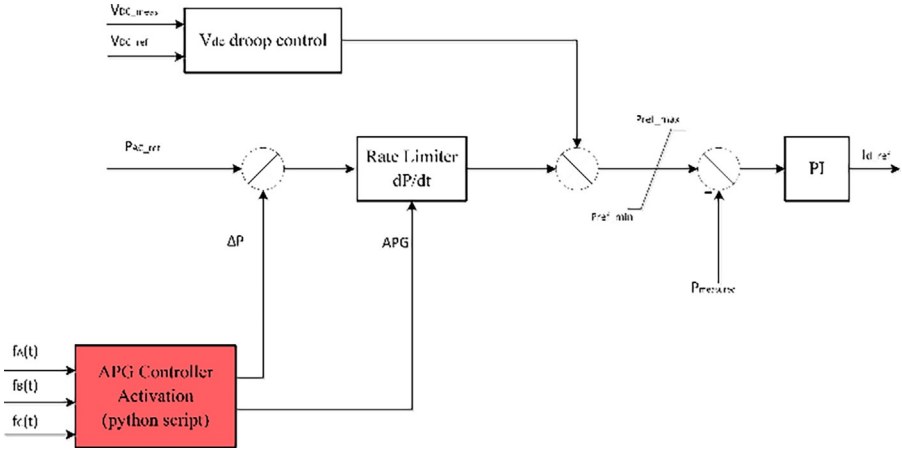 VDC_meas
VDC_ref
Vdc droop control
Pref_max
PAC_ref
Rate Limiter
dP/dt
PI
Id_ref
Pref_min
ΔP
APG
Pmeasured
fA(t)
fB(t)
fC(t)
APG Controller
Activation
(python script)